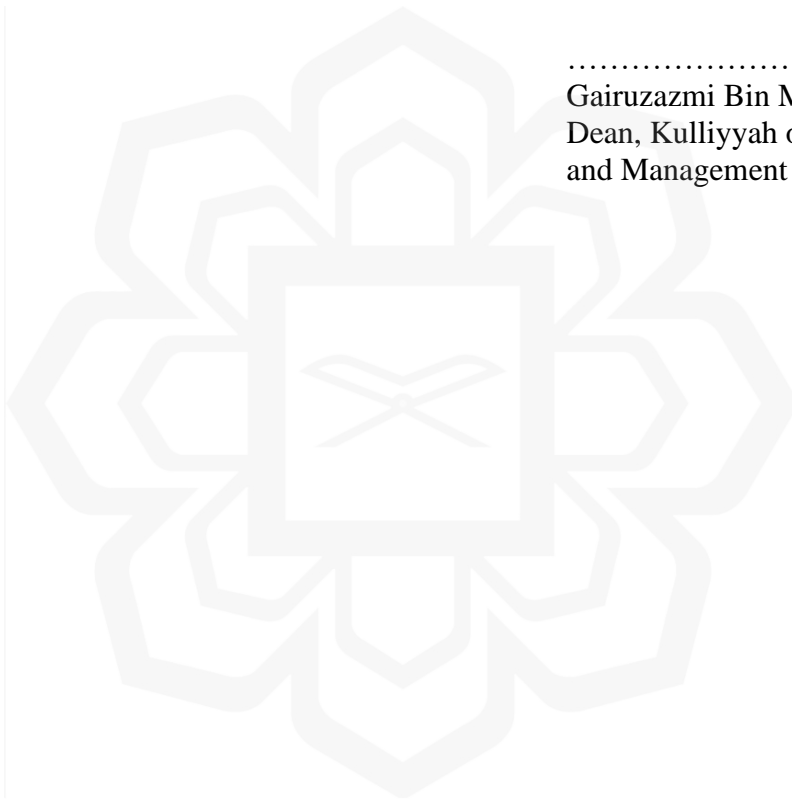 …………………
Gairuzazmi Bin M
Dean, Kulliyyah o
and Management